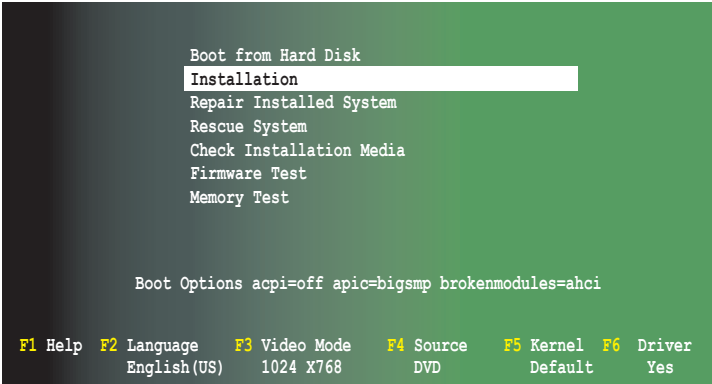 Boot from Hard Disk
Installation
Repair Installed System
Rescue System
Check Installation Media
Firmware Test
Memory Test
Boot Options acpi=off apic=bigsmp brokenmodules=ahci
F1 Help F2 Language F3 Video Mode F4 Source F5 Kernel F6 Driver
English(US) 1024 X768 DVD Default Yes